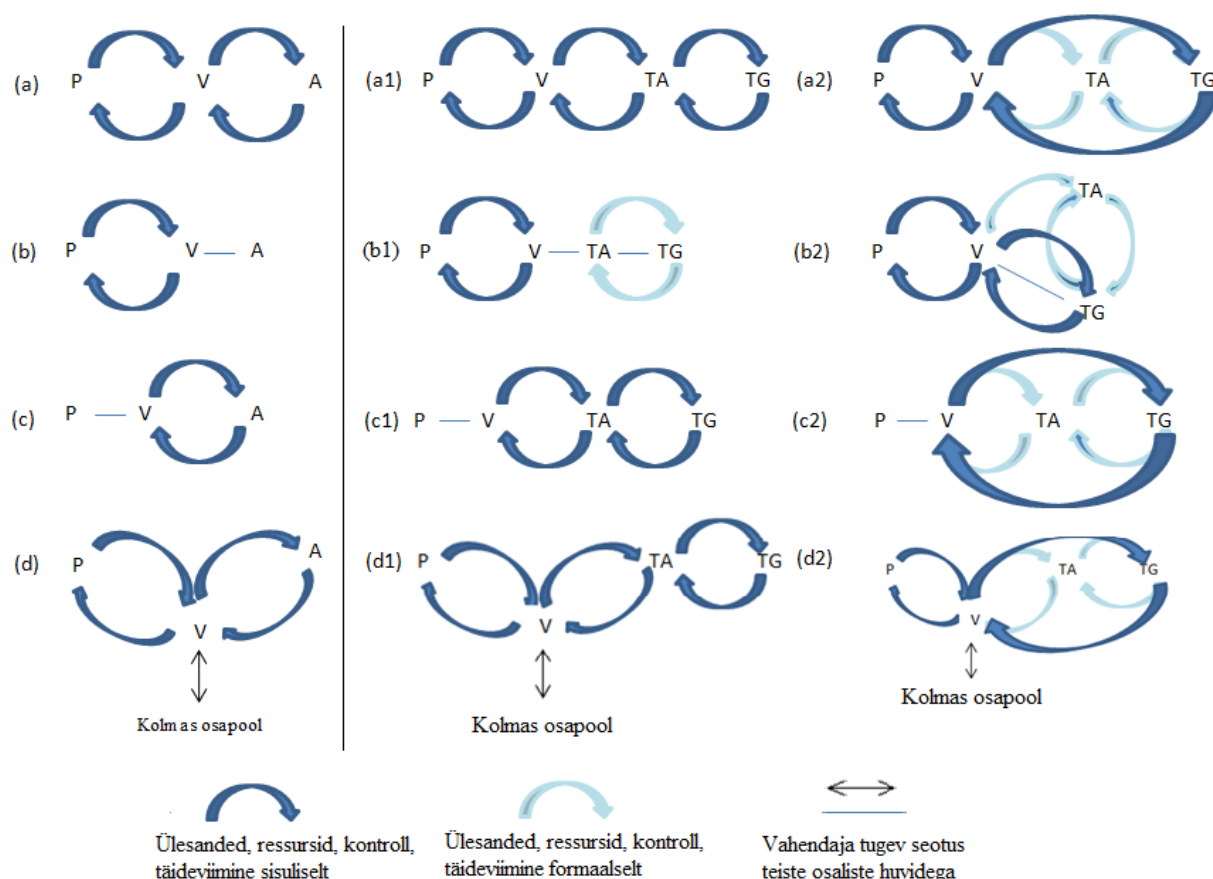 (a) P V A
(a1) P V TA TG
(a2) P V TA TG
(b) P V A
(b1) P V TA TG
(b2) P V TA TG
(c) P V A
(c1) P V TA TG
(c2) P V TA TG
(d) P A V
Kolmas osapool
(d1) P TA TG V
Kolmas osapool
(d2) P TA TG V
Kolmas osapool
Ülesanded, ressursid, kontroll,
täideviimine sisuliselt
Ülesanded, ressursid, kontroll,
täideviimine formaalselt
Vahendaja tugev seotus
teiste osaliste huvidega